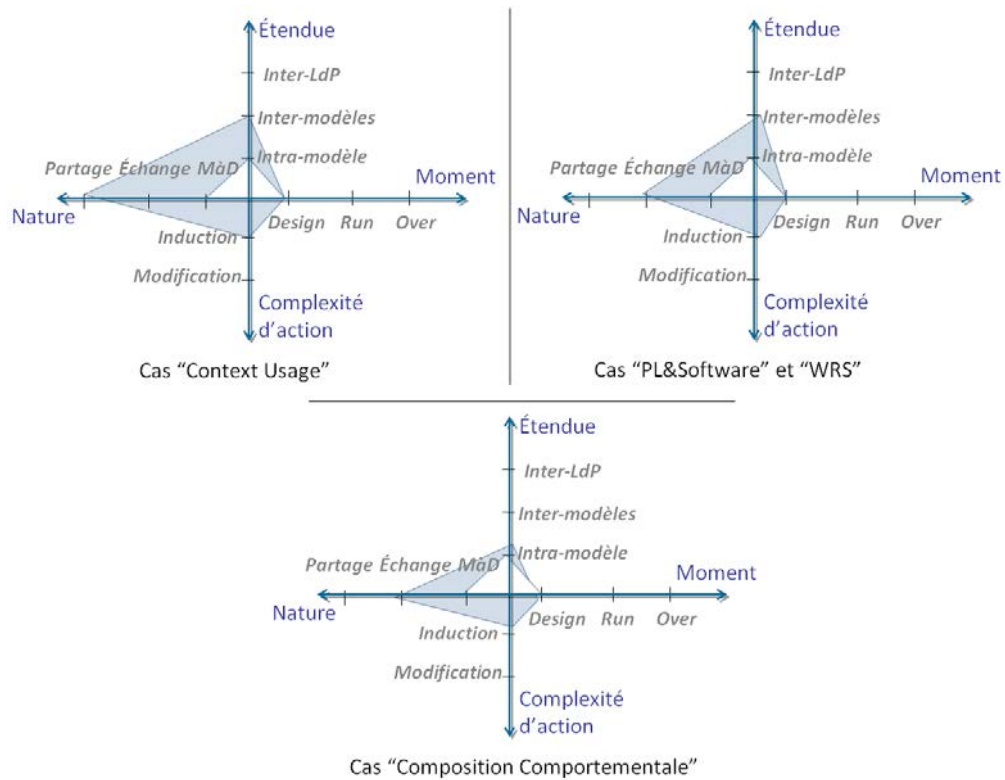 Étendue
Inter-LdP
Inter-modèles
Intra-modèle
Partage Échange MàD
Moment
Nature
Design Run Over
Induction
Modification
Complexité
d'action
Cas “Context Usage”
Étendue
Inter-LdP
Inter-modèles
Intra-modèle
Partage Échange MàD
Moment
Nature
Design Run Over
Induction
Modification
Complexité
d'action
Cas “PL&Software” et “WRS”
Étendue
Inter-LdP
Inter-modèles
Intra-modèle
Partage Échange MàD
Moment
Nature
Design Run Over
Induction
Modification
Complexité
d'action
Cas “Composition Comportementale”